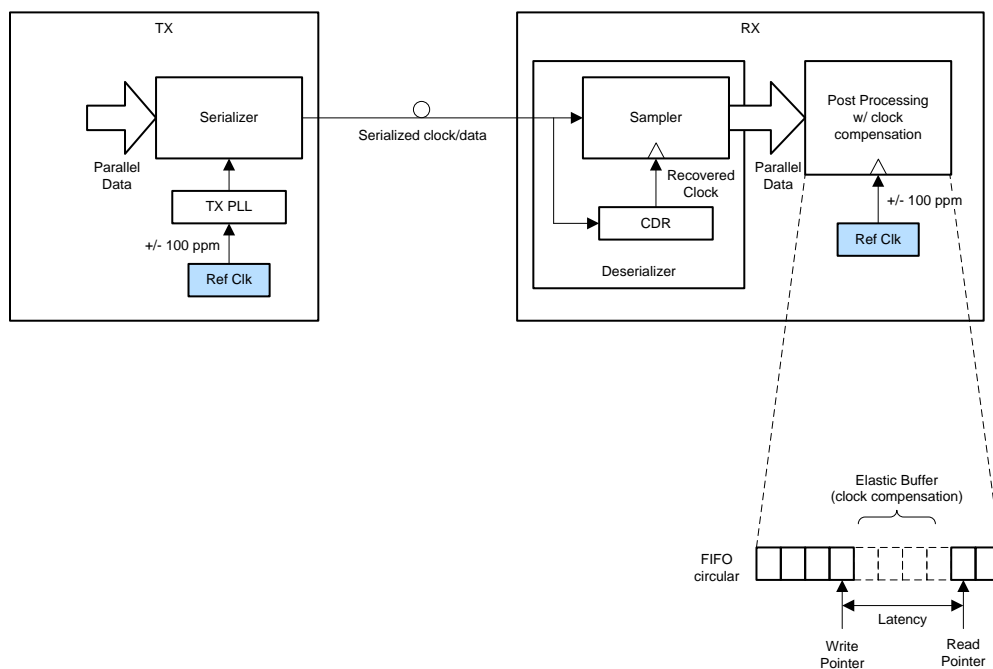 TX
RX
Serializer
Parallel
Data
TX PLL
+/- 100 ppm
Ref Clk
Serialized clock/data
Sampler
Recovered
Clock
CDR
Deserializer
Parallel
Data
Post Processing
w/ clock
compensation
+/- 100 ppm
Ref Clk
Elastic Buffer
(clock compensation)
FIFO
circular
Latency
Write
Pointer
Read
Pointer